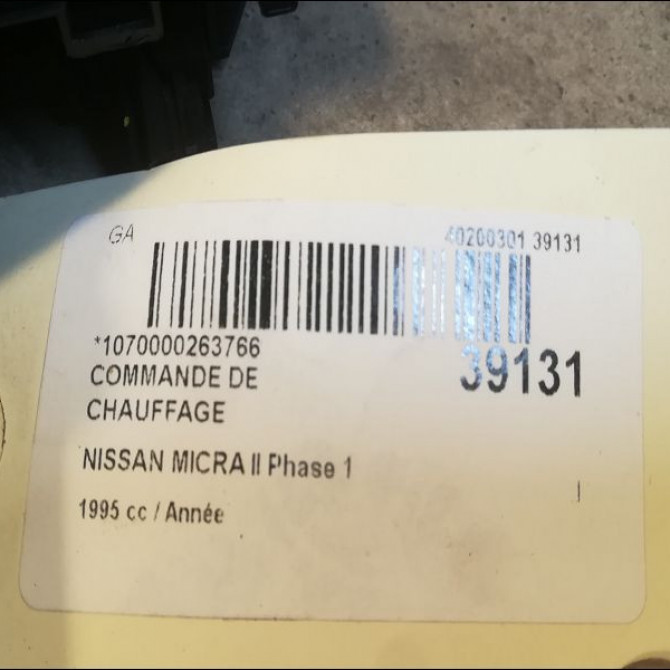 GA 40200301 39131
*1070000263766
39131
COMMANDE DE
CHAUFFAGE
NISSAN MICRA II Phase 1
1995 cc / Année